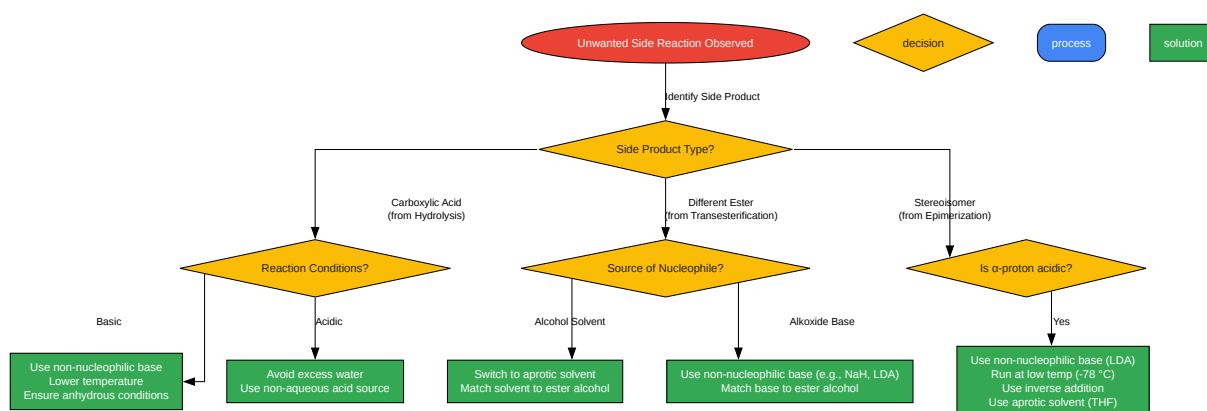 Unwanted Side Reaction Observed
decision
process
solution
Identify Side Product
Side Product Type?
Carboxylic Acid
(from Hydrolysis)
Different Ester
(from Transesterification)
Stereoisomer
(from Epimerization)
Reaction Conditions?
Source of Nucleophile?
Is α-proton acidic?
Basic
Acidic
Alcohol Solvent
Alkoxide Base
Yes
Use non-nucleophilic base
Lower temperature
Ensure anhydrous conditions
Avoid excess water
Use non-aqueous acid source
Switch to aprotic solvent
Match solvent to ester alcohol
Use non-nucleophilic base (e.g., NaH, LDA)
Match base to ester alcohol
Use non-nucleophilic base (LDA)
Run at low temp (-78 °C)
Use inverse addition
Use aprotic solvent (THF)